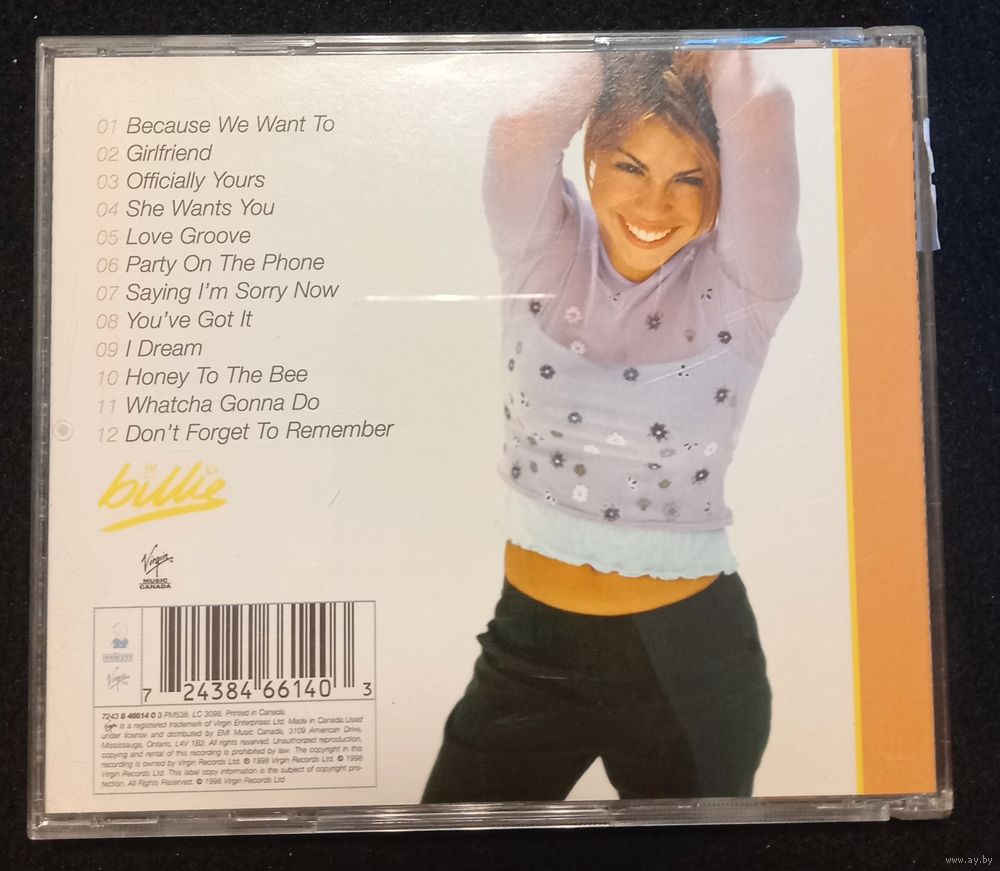 01 Because We Want To
02 Girlfriend
03 Officially Yours
04 She Wants You
05 Love Groove
06 Party On The Phone
07 Saying I'm Sorry Now
08 You've Got It
09 I Dream
10 Honey To The Bee
11 Whatcha Gonna Do
12 Don't Forget To Remember
billie
Virgin
MUSIC
CANADA
INNOCENT
Virgin
7 24384 66140 3
7243 8 46614 0 3 PM538. LC 3098. Printed in Canada.
Virgin is a registered trademark of Virgin Enterprises Ltd. Made in Canada.Used
under license and distributed by EMI Music Canada, 3109 American Drive,
Mississauga, Ontario, L4V 1B2. All rights reserved. Unauthorized reproduction,
copying and rental of this recording is prohibited by law. The copyright in this
recording is owned by Virgin Records Ltd. ℗ 1998 Virgin Records Ltd. © 1998
Virgin Records Ltd. This label copy information is the subject of copyright pro-
tection. All Rights Reserved. © 1998 Virgin Records Ltd
www.ay.by